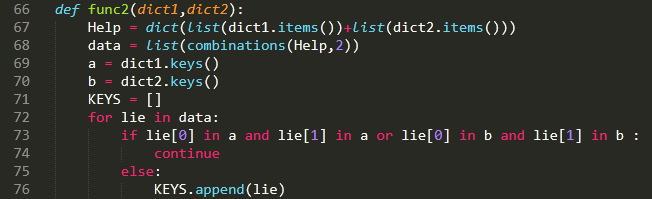 66 def func2(dict1,dict2):
67 Help = dict(list(dict1.items())+list(dict2.items()))
68 data = list(combinations(Help,2))
69 a = dict1.keys()
70 b = dict2.keys()
71 KEYS = []
72 for lie in data:
73 if lie[0] in a and lie[1] in a or lie[0] in b and lie[1] in b :
74 continue
75 else:
76 KEYS.append(lie)